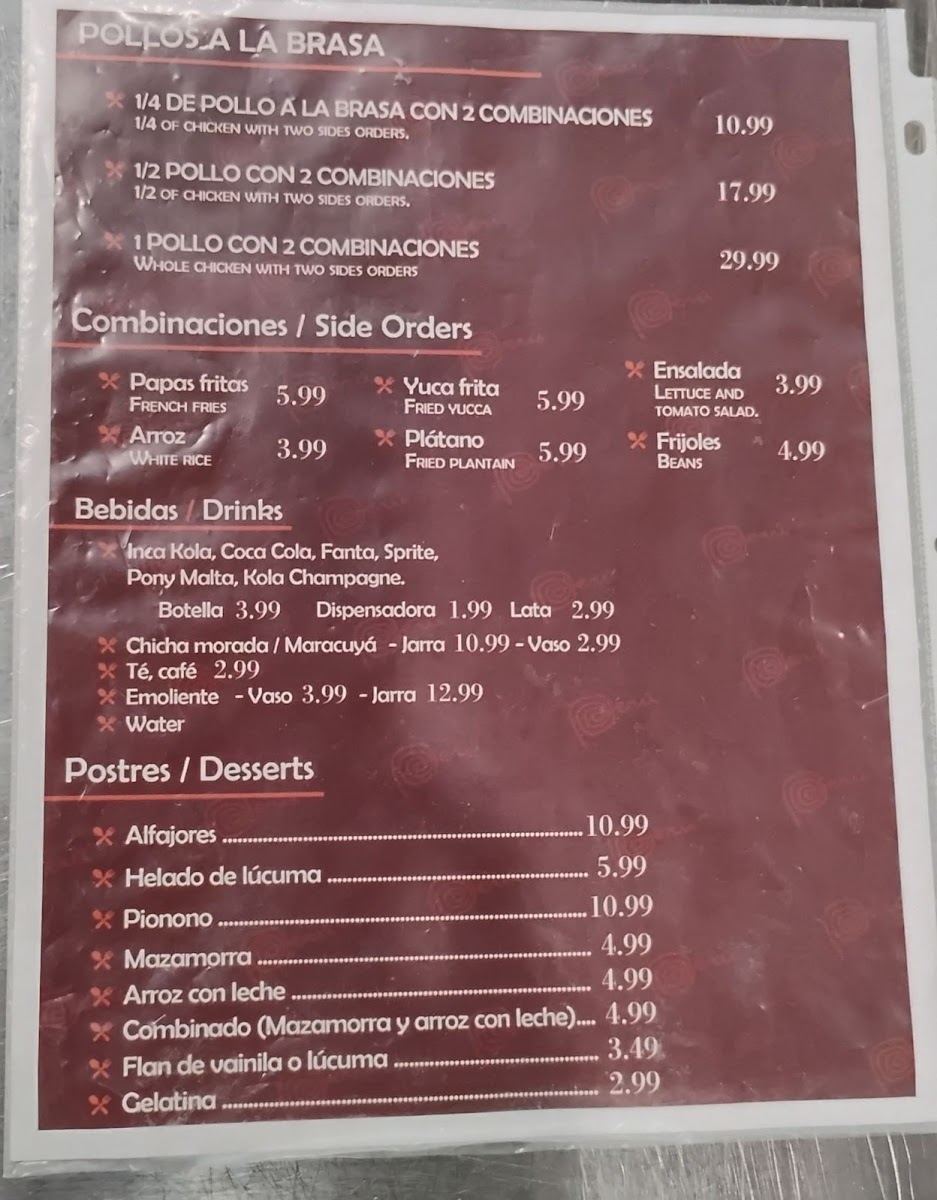 POLLOS A LA BRASA
1/4 DE POLLO A LA BRASA CON 2 COMBINACIONES 10.99
1/4 OF CHICKEN WITH TWO SIDES ORDERS.
1/2 POLLO CON 2 COMBINACIONES 17.99
1/2 OF CHICKEN WITH TWO SIDES ORDERS.
1 POLLO CON 2 COMBINACIONES 29.99
WHOLE CHICKEN WITH TWO SIDES ORDERS
Combinaciones / Side Orders
Papas fritas 5.99
FRENCH FRIES
Yuca frita 5.99
FRIED YUCCA
Ensalada 3.99
LETTUCE AND
TOMATO SALAD.
Arroz 3.99
WHITE RICE
Plátano 5.99
FRIED PLANTAIN
Frijoles 4.99
BEANS
Bebidas / Drinks
Inca Kola, Coca Cola, Fanta, Sprite,
Pony Malta, Kola Champagne.
Botella 3.99 Dispensadora 1.99 Lata 2.99
Chicha morada / Maracuyá - Jarra 10.99 - Vaso 2.99
Té, café 2.99
Emoliente - Vaso 3.99 - Jarra 12.99
Water
Postres / Desserts
Alfajores 10.99
Helado de lúcuma 5.99
Pionono 10.99
Mazamorra 4.99
Arroz con leche 4.99
Combinado (Mazamorra y arroz con leche).... 4.99
Flan de vainila o lúcuma 3.49
Gelatina 2.99